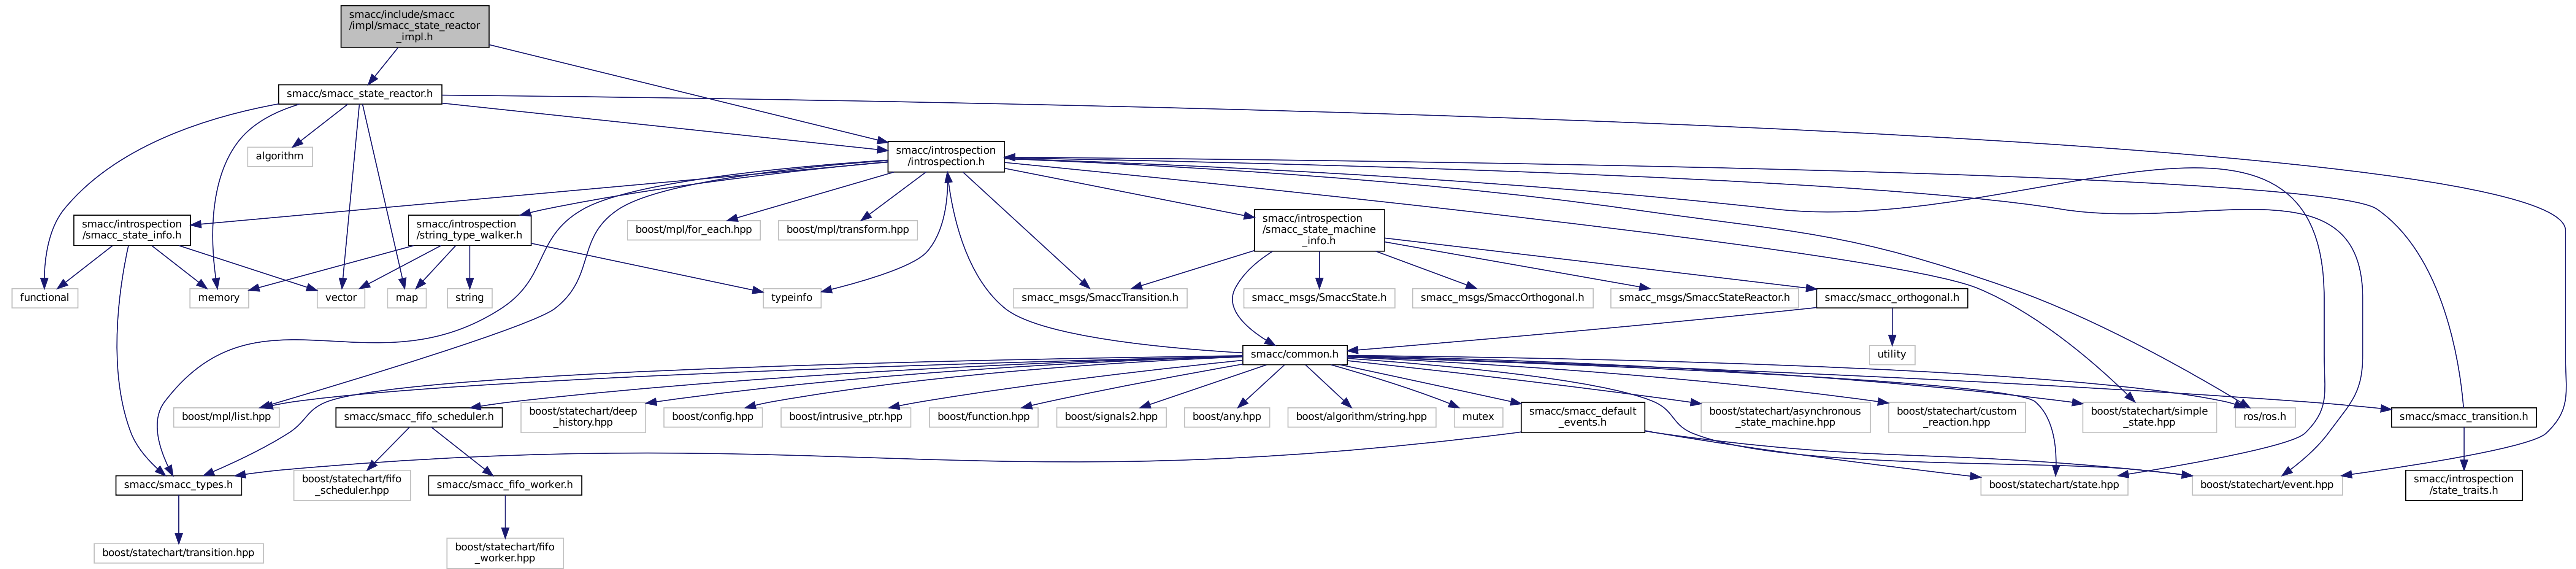 smacc/include/smacc
/impl/smacc_state_reactor
_impl.h
smacc/smacc_state_reactor.h
algorithm
smacc/introspection
/introspection.h
smacc/introspection
/smacc_state_info.h
smacc/introspection
/string_type_walker.h
boost/mpl/for_each.hpp
boost/mpl/transform.hpp
smacc/introspection
/smacc_state_machine
_info.h
functional
memory
vector
map
string
typeinfo
smacc_msgs/SmaccTransition.h
smacc_msgs/SmaccState.h
smacc_msgs/SmaccOrthogonal.h
smacc_msgs/SmaccStateReactor.h
smacc/smacc_orthogonal.h
smacc/common.h
utility
boost/mpl/list.hpp
smacc/smacc_fifo_scheduler.h
boost/statechart/deep
_history.hpp
boost/config.hpp
boost/intrusive_ptr.hpp
boost/function.hpp
boost/signals2.hpp
boost/any.hpp
boost/algorithm/string.hpp
mutex
smacc/smacc_default
_events.h
boost/statechart/asynchronous
_state_machine.hpp
boost/statechart/custom
_reaction.hpp
boost/statechart/simple
_state.hpp
ros/ros.h
smacc/smacc_transition.h
smacc/smacc_types.h
boost/statechart/fifo
_scheduler.hpp
smacc/smacc_fifo_worker.h
boost/statechart/state.hpp
boost/statechart/event.hpp
smacc/introspection
/state_traits.h
boost/statechart/transition.hpp
boost/statechart/fifo
_worker.hpp